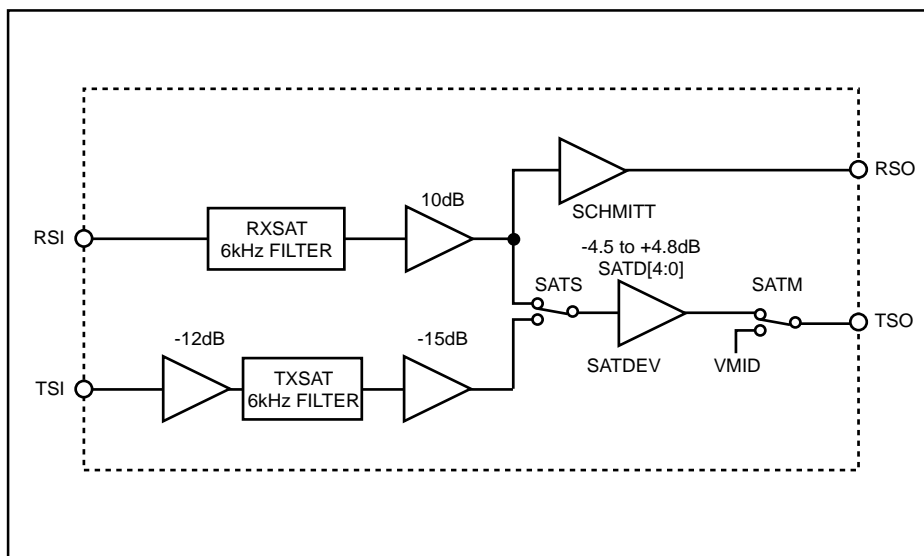 RSO
10dB
SCHMITT
RSI
RXSAT
6kHz FILTER
-4.5 to +4.8dB
SATD[4:0]
SATS
SATM
TSO
-12dB
-15dB
SATDEV
VMID
TSI
TXSAT
6kHz FILTER